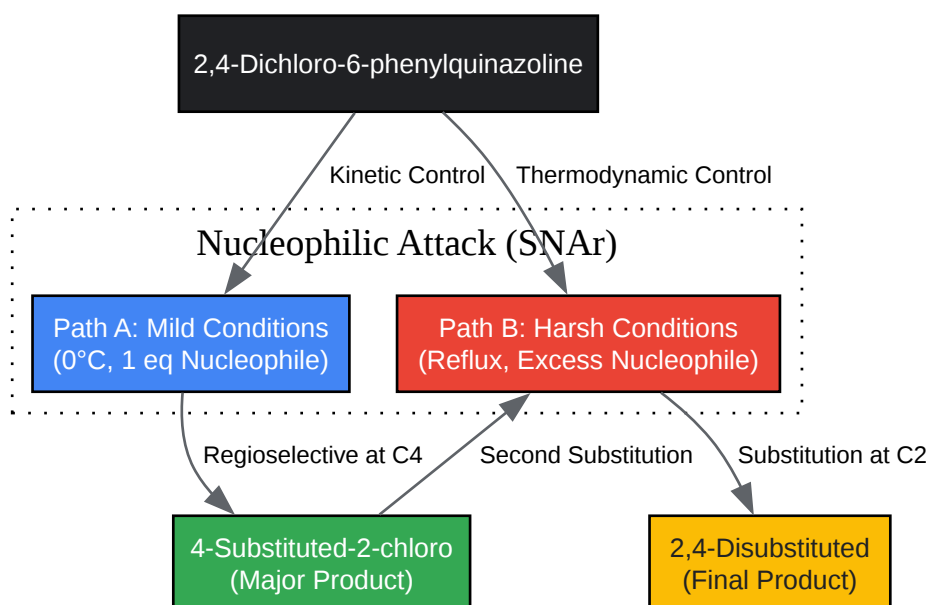 2,4-Dichloro-6-phenylquinazoline
Kinetic Control
Thermodynamic Control
Nucleophilic Attack (SNAr)
Path A: Mild Conditions
(0°C, 1 eq Nucleophile)
Path B: Harsh Conditions
(Reflux, Excess Nucleophile)
Regioselective at C4
Second Substitution
Substitution at C2
4-Substituted-2-chloro
(Major Product)
2,4-Disubstituted
(Final Product)